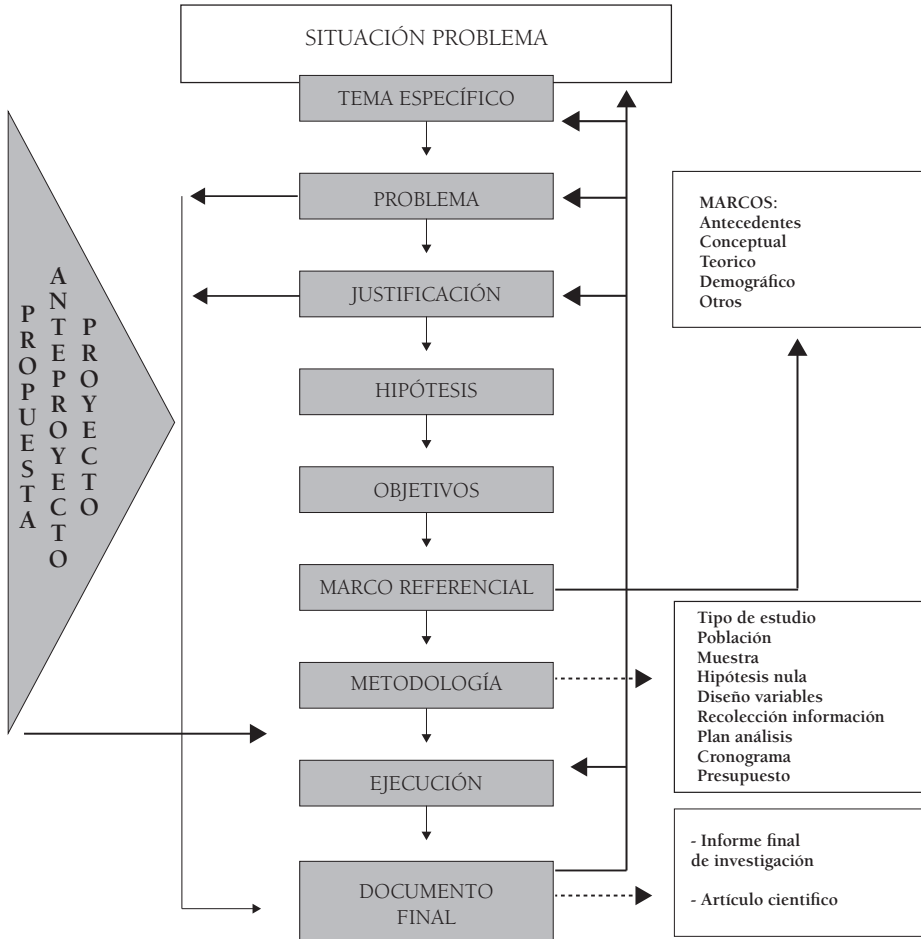 SITUACIÓN PROBLEMA
TEMA ESPECÍFICO
PROBLEMA
JUSTIFICACIÓN
HIPÓTESIS
OBJETIVOS
MARCO REFERENCIAL
METODOLOGÍA
EJECUCIÓN
DOCUMENTO
FINAL
PROPUESTA
ANTEPROYECTO
PROYECTO
MARCOS:
Antecedentes
Conceptual
Teorico
Demográfico
Otros
Tipo de estudio
Población
Muestra
Hipótesis nula
Diseño variables
Recolección información
Plan análisis
Cronograma
Presupuesto
- Informe final
de investigación
- Artículo cientifico